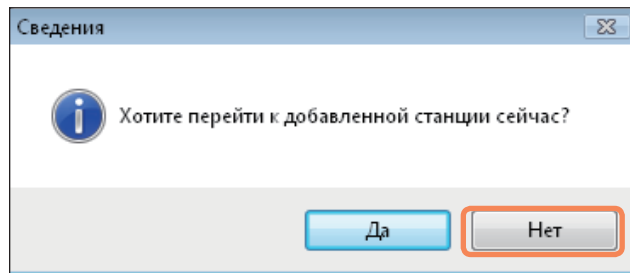 Сведения
Хотите перейти к добавленной станции сейчас?
Да
Нет